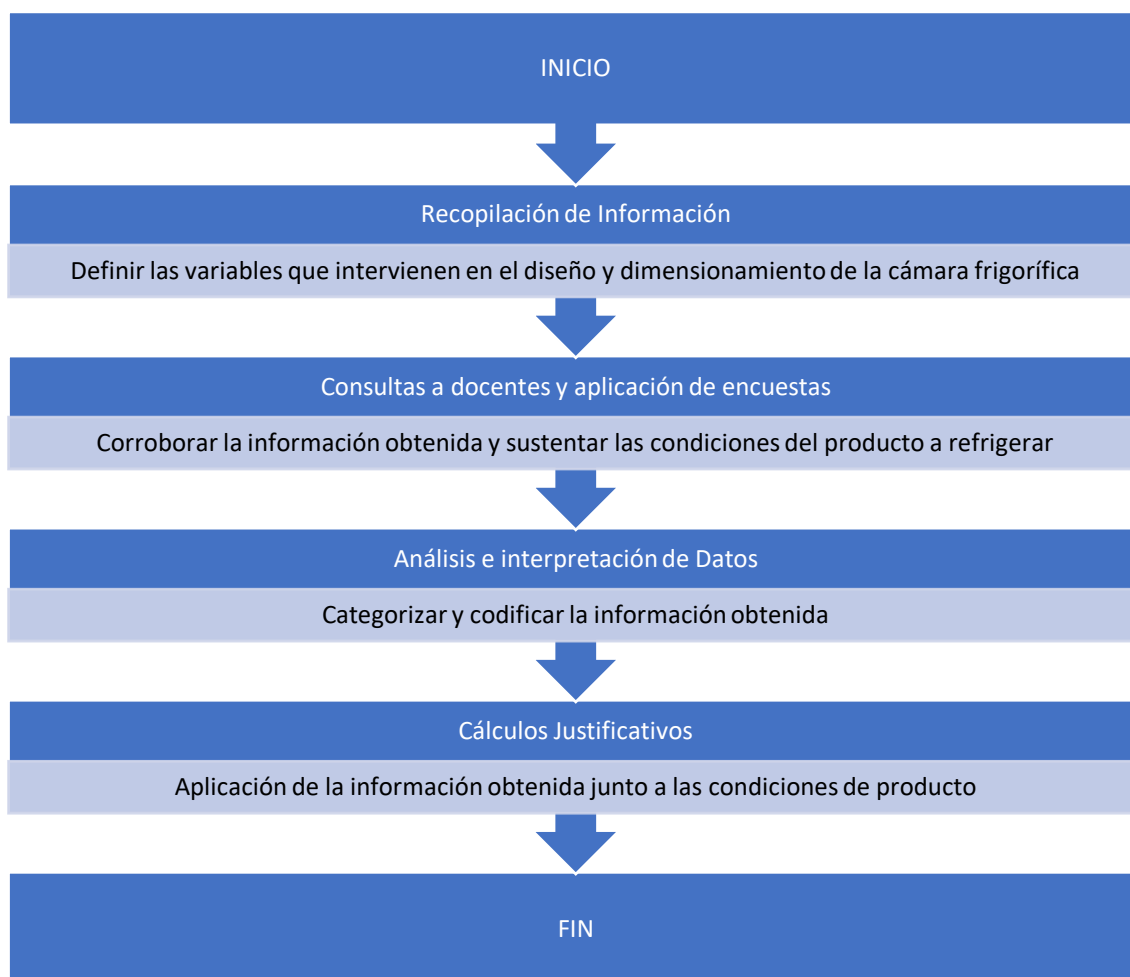 INICIO
Recopilación de Información
Definir las variables que intervienen en el diseño y dimensionamiento de la cámara frigorífica
Consultas a docentes y aplicación de encuestas
Corroborar la información obtenida y sustentar las condiciones del producto a refrigerar
Análisis e interpretación de Datos
Categorizar y codificar la información obtenida
Cálculos Justificativos
Aplicación de la información obtenida junto a las condiciones de producto
FIN